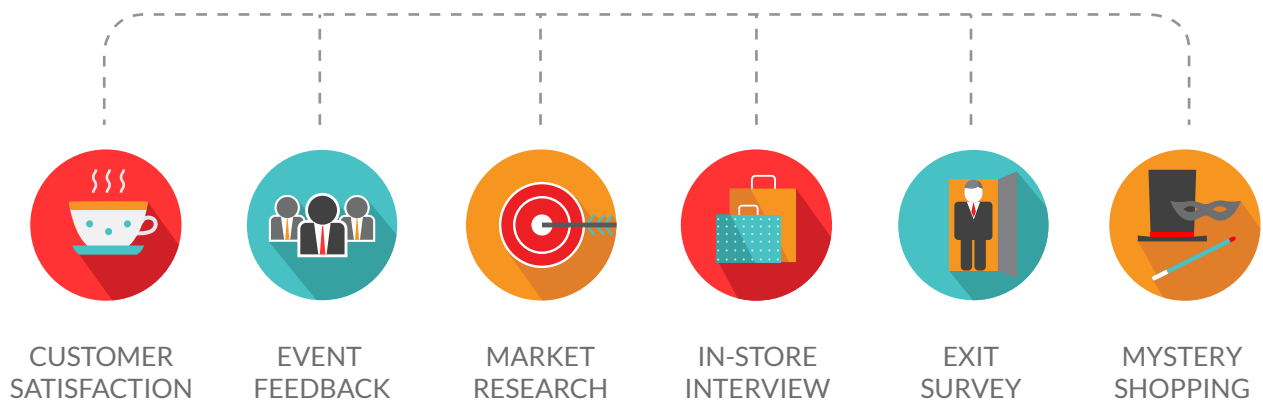 CUSTOMER
SATISFACTION
EVENT
FEEDBACK
MARKET
RESEARCH
IN-STORE
INTERVIEW
EXIT
SURVEY
MYSTERY
SHOPPING